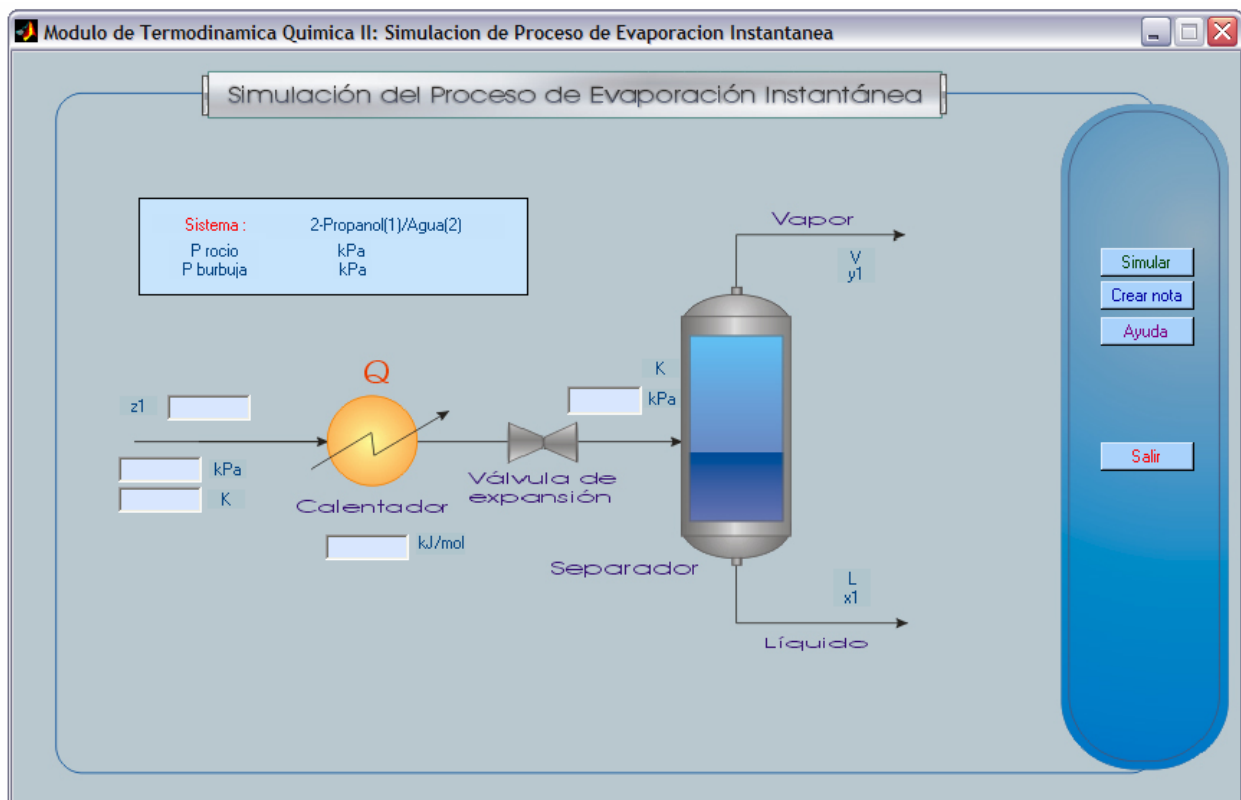 Modulo de Termodinamica Quimica II: Simulacion de Proceso de Evaporacion Instantanea
Simulación del Proceso de Evaporación Instantánea
Sistema : 2-Propanol(1)/Agua(2)
P rocio kPa
P burbuja kPa
Vapor
V
y1
Simular
Crear nota
Ayuda
Q
K
kPa
z1
kPa
K
Válvula de
expansión
Calentador
kJ/mol
Salir
Separador
L
x1
Líquido